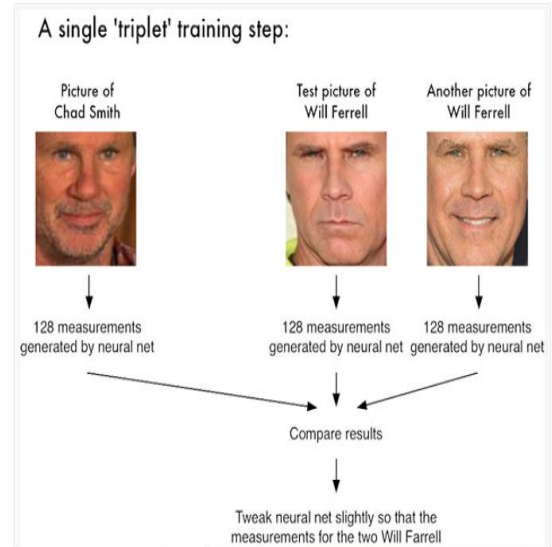 A single 'triplet' training step:
Picture of
Chad Smith
Test picture of
Will Ferrell
Another picture of
Will Ferrell
128 measurements
generated by neural net
128 measurements
generated by neural net
128 measurements
generated by neural net
Compare results
Tweak neural net slightly so that the
measurements for the two Will Farrell